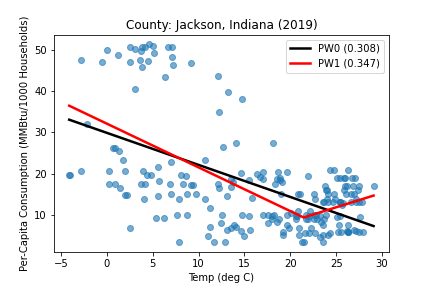 County: Jackson, Indiana (2019)
PW0 (0.308)
PW1 (0.347)
Per-Capita Consumption (MMBtu/1000 Households)
50
40
30
20
10
−5 0 5 10 15 20 25 30
Temp (deg C)